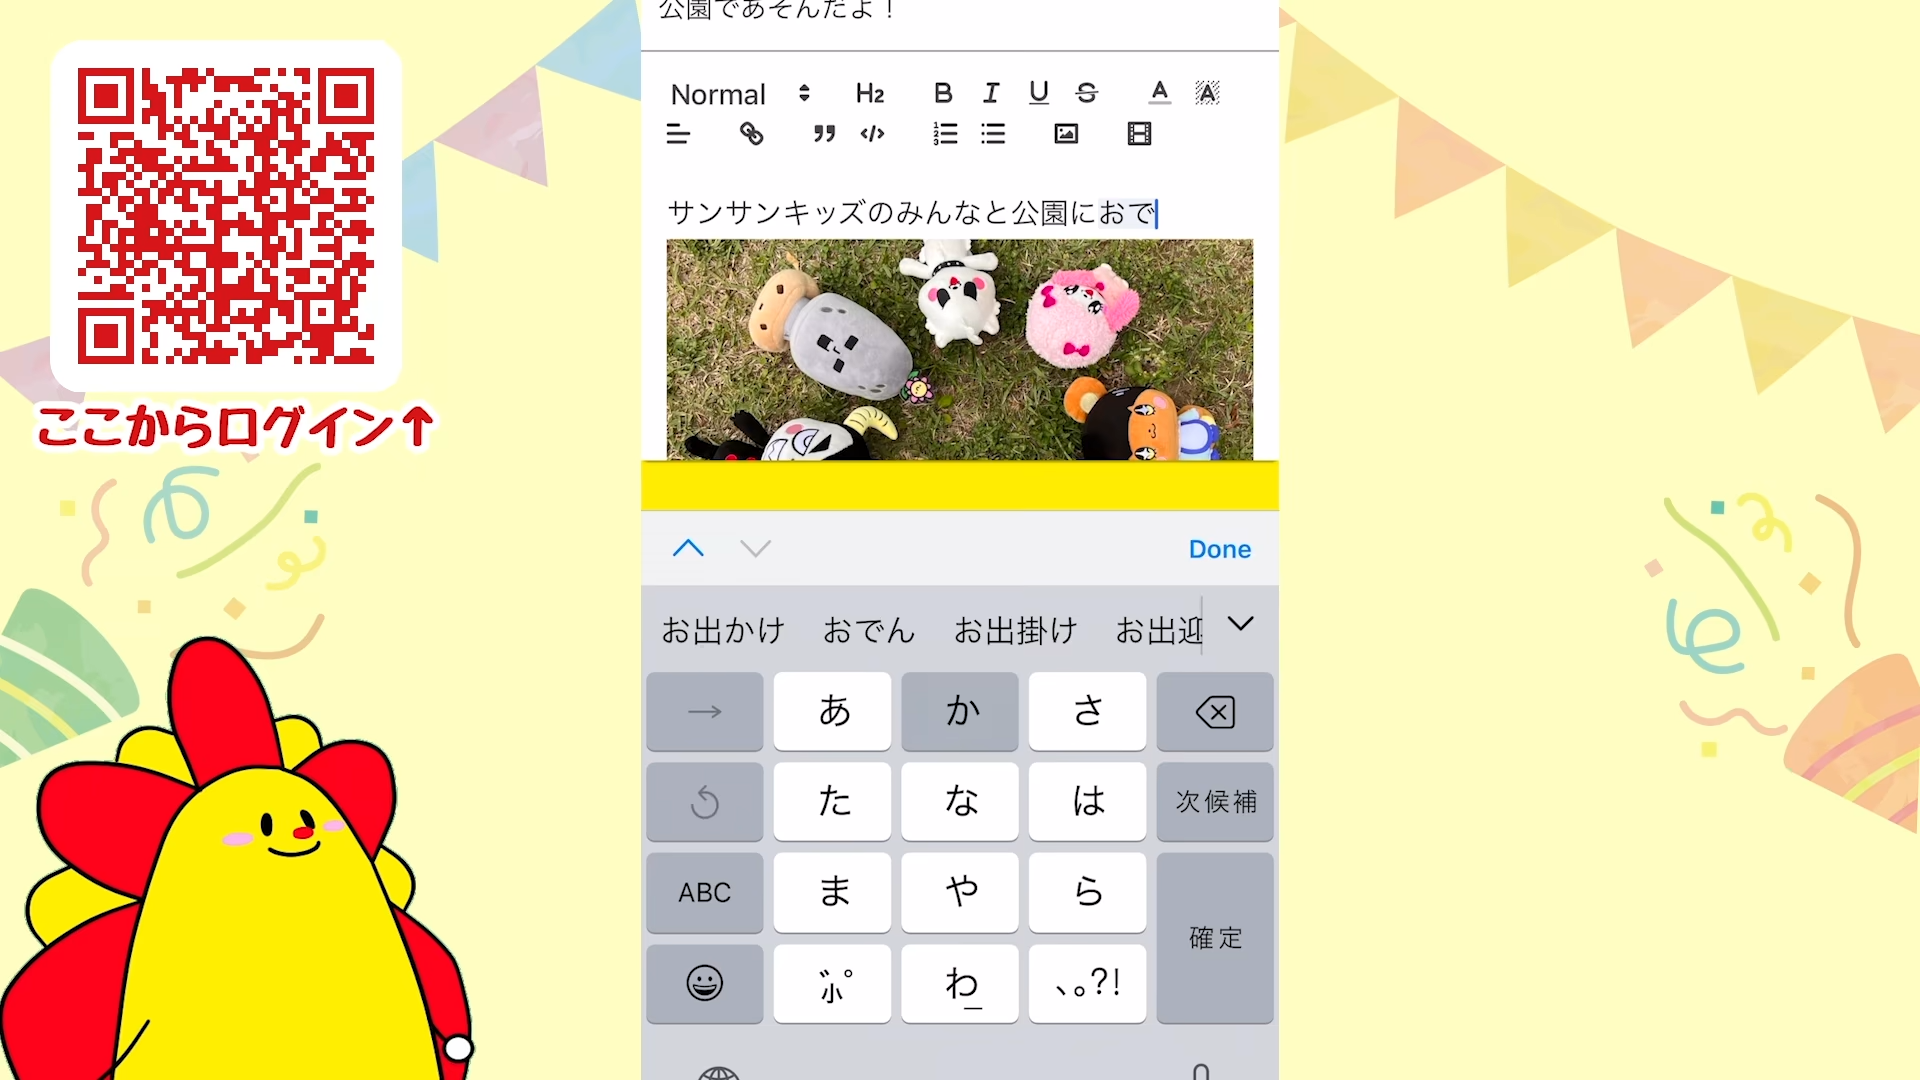 公園であそんだよ！
Normal H2 B I U S A A
サンサンキッズのみんなと公園におで
ここからログイン↑
Done
お出かけ おでん お出掛け お出迎
→ あ か さ
た な は 次候補
ABC ま や ら 確定
小゛゜ わ 、。?!